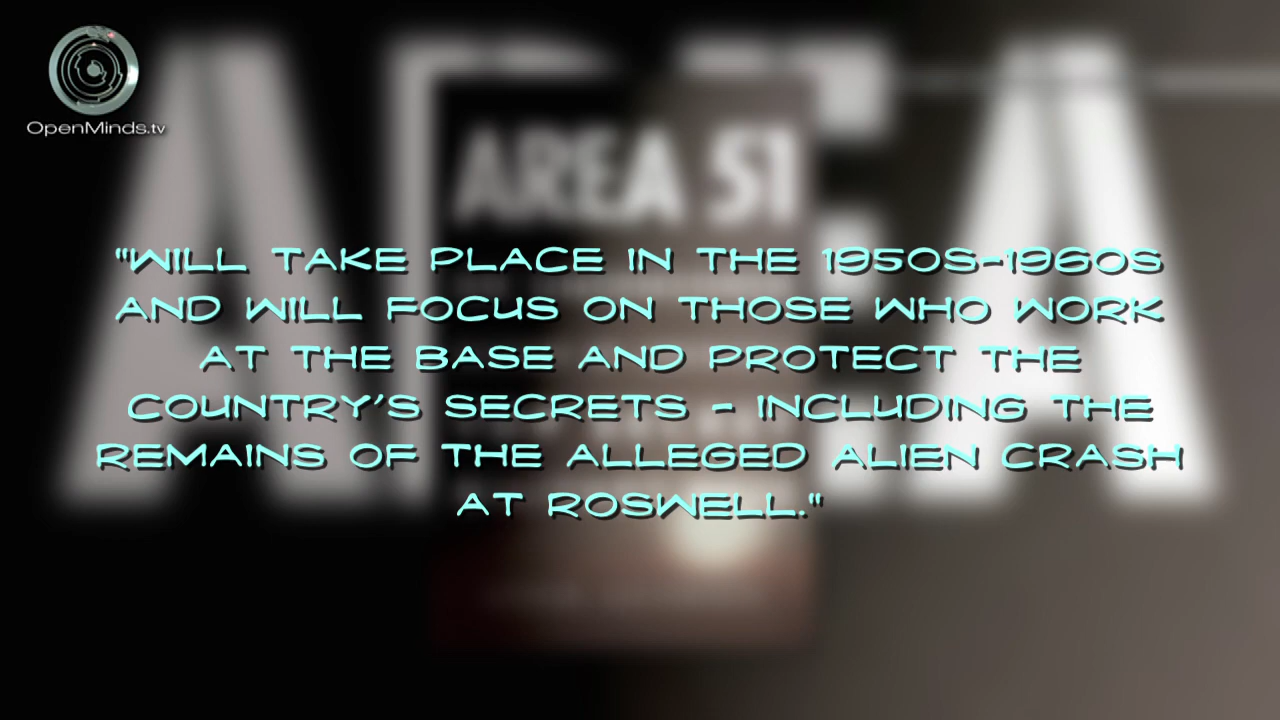 OpenMinds.tv
AREA 51
"WILL TAKE PLACE IN THE 1950S-1960S
AND WILL FOCUS ON THOSE WHO WORK
AT THE BASE AND PROTECT THE
COUNTRY'S SECRETS - INCLUDING THE
REMAINS OF THE ALLEGED ALIEN CRASH
AT ROSWELL."